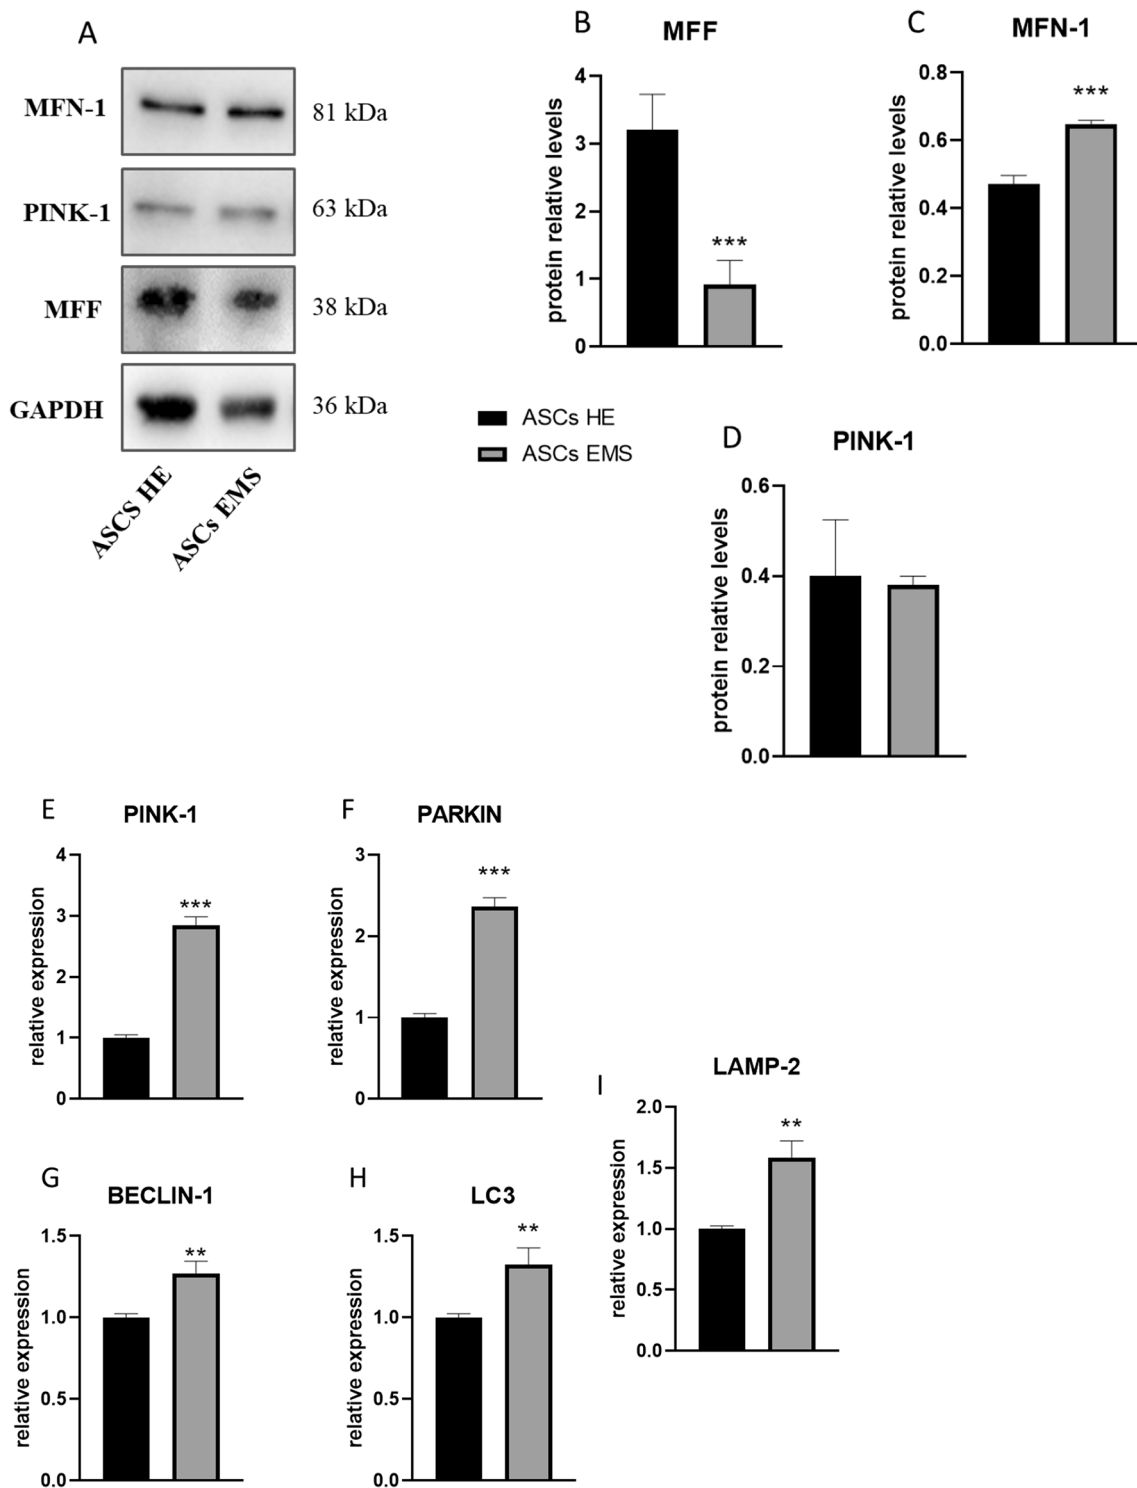 A
MFN-1
81 kDa
PINK-1
63 kDa
MFF
38 kDa
GAPDH
36 kDa
ASCS HE
ASCs EMS
B
MFF
protein relative levels
4
3
2
1
0
***
C
MFN-1
protein relative levels
0.8
0.6
0.4
0.2
0.0
***
ASCs HE
ASCs EMS
D
PINK-1
protein relative levels
0.6
0.4
0.2
0.0
E
PINK-1
relative expression
4
3
2
1
0
***
F
PARKIN
relative expression
3
2
1
0
***
G
BECLIN-1
relative expression
1.5
1.0
0.5
0.0
**
H
LC3
relative expression
1.5
1.0
0.5
0.0
**
I
LAMP-2
relative expression
2.0
1.5
1.0
0.5
0.0
**